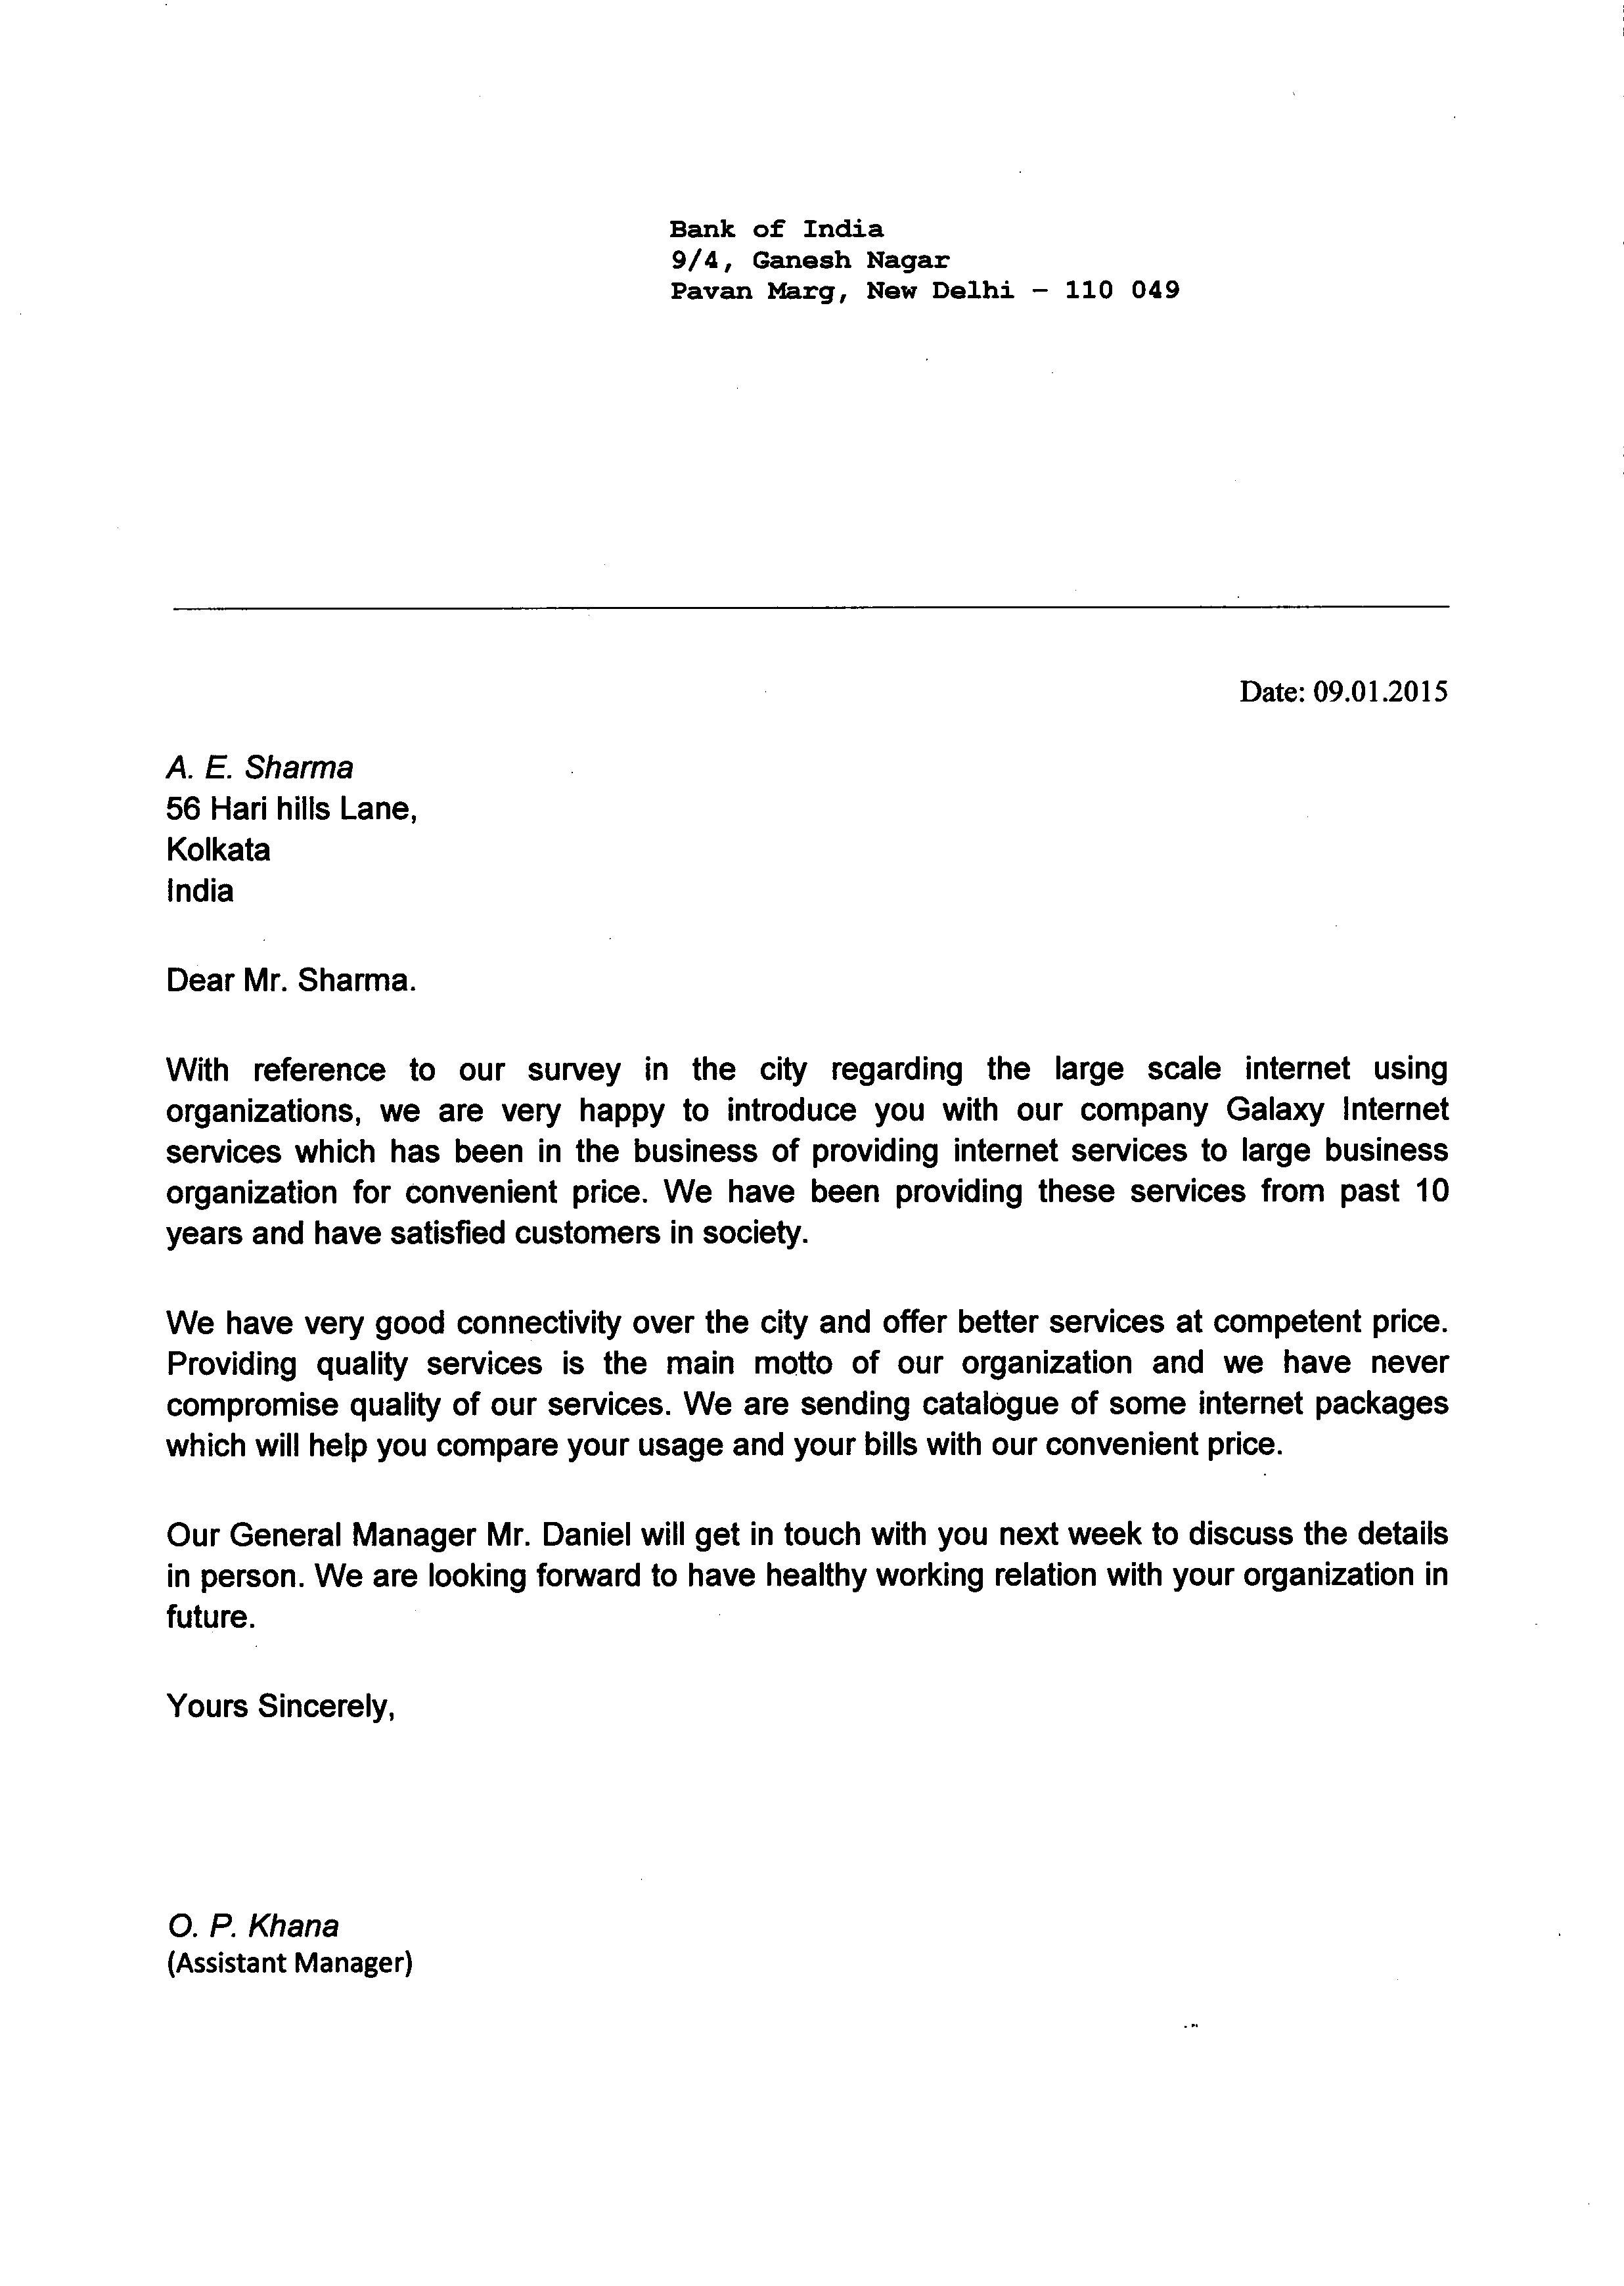 Bank of India
9/4, Ganesh Nagar
Pavan Marg, New Delhi – 110 049
Date: 09.01.2015
A. E. Sharma
56 Hari hills Lane,
Kolkata
India
Dear Mr. Sharma.
With reference to our survey in the city regarding the large scale internet using
organizations, we are very happy to introduce you with our company Galaxy Internet
services which has been in the business of providing internet services to large business
organization for convenient price. We have been providing these services from past 10
years and have satisfied customers in society.
We have very good connectivity over the city and offer better services at competent price.
Providing quality services is the main motto of our organization and we have never
compromise quality of our services. We are sending catalogue of some internet packages
which will help you compare your usage and your bills with our convenient price.
Our General Manager Mr. Daniel will get in touch with you next week to discuss the details
in person. We are looking forward to have healthy working relation with your organization in
future.
Yours Sincerely,
O. P. Khana
(Assistant Manager)